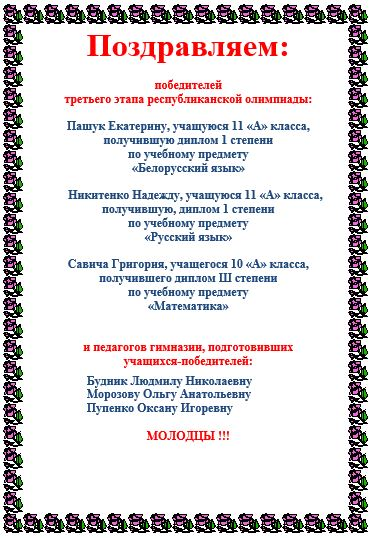 Поздравляем:
победителей
третьего этапа республиканской олимпиады:
Пашук Екатерину, учащуюся 11 «А» класса,
получившую диплом 1 степени
по учебному предмету
«Белорусский язык»
Никитенко Надежду, учащуюся 11 «А» класса,
получившую, диплом 1 степени
по учебному предмету
«Русский язык»
Савича Григория, учащегося 10 «А» класса,
получившего диплом III степени
по учебному предмету
«Математика»
и педагогов гимназии, подготовивших
учащихся-победителей:
Будник Людмилу Николаевну
Морозову Ольгу Анатольевну
Пупенко Оксану Игоревну
МОЛОДЦЫ !!!